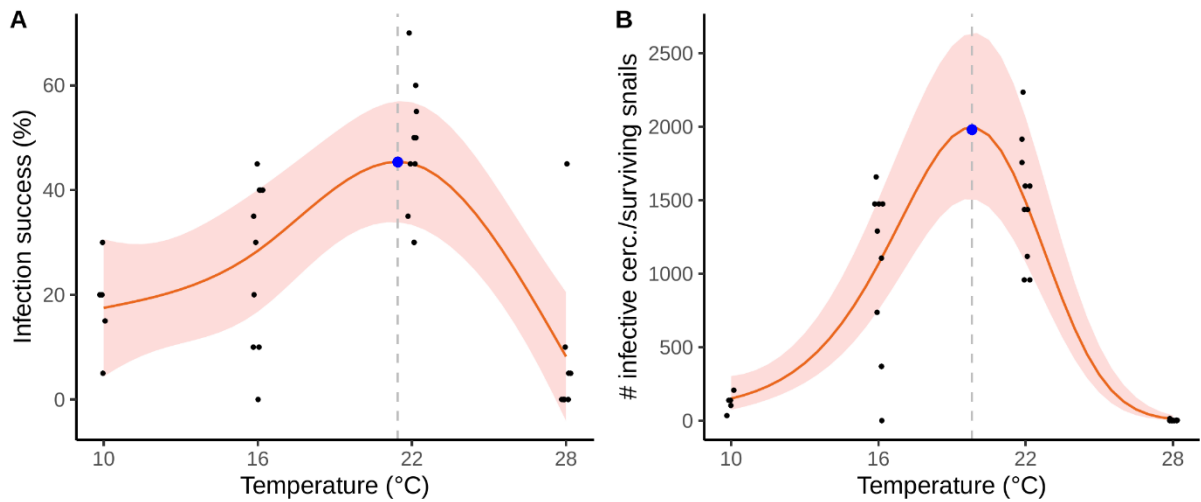 A
Infection success (%)
60
40
20
0
10 16 22 28
Temperature (°C)
B
# infective cerc./surviving snails
2500
2000
1500
1000
500
0
10 16 22 28
Temperature (°C)